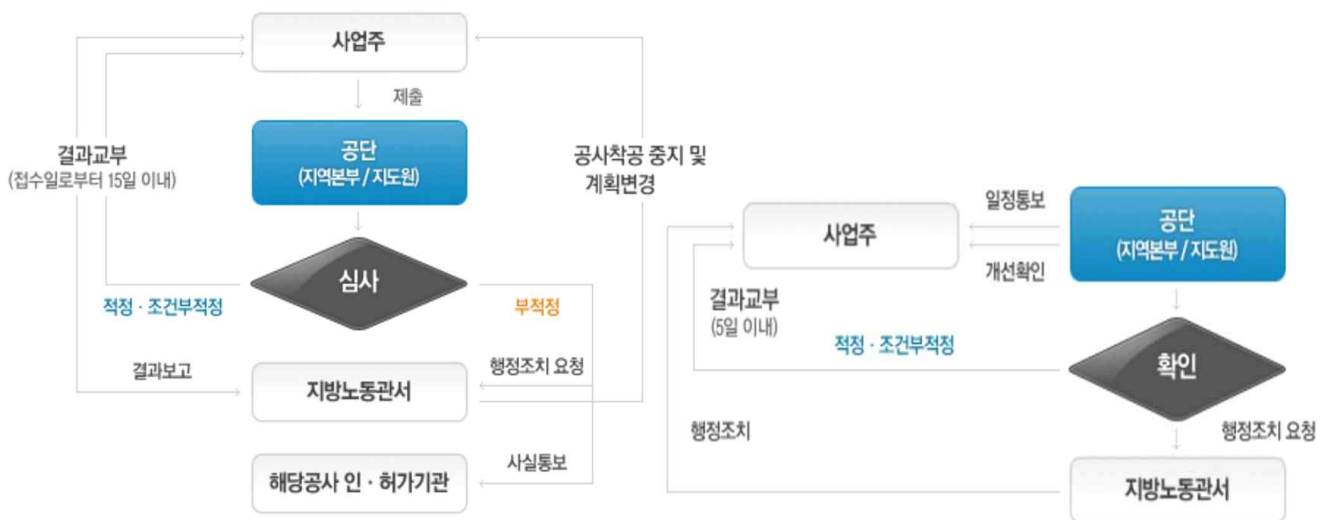 사업주
제출
공단
(지역본부 / 지도원)
결과교부
(접수일로부터 15일 이내)
공사착공 중지 및
계획변경
심사
적정 · 조건부적정
부적정
결과보고
지방노동관서
행정조치 요청
사실통보
해당공사 인 · 허가기관
사업주
일정통보
개선확인
공단
(지역본부 / 지도원)
결과교부
(5일 이내)
적정 · 조건부적정
확인
행정조치
행정조치 요청
지방노동관서